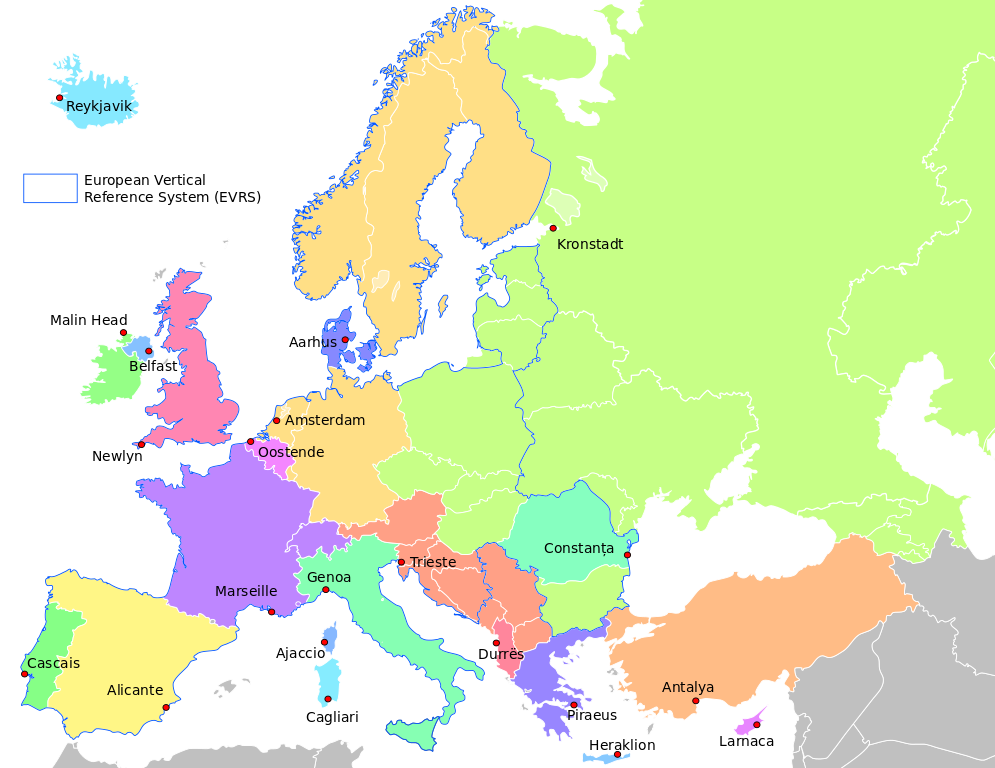 Reykjavik
European Vertical
Reference System (EVRS)
Kronstadt
Malin Head
Aarhus
Belfast
Amsterdam
Newlyn
Oostende
Constanța
Trieste
Genoa
Marseille
Ajaccio
Durrës
Cascais
Alicante
Antalya
Cagliari
Piraeus
Larnaca
Heraklion